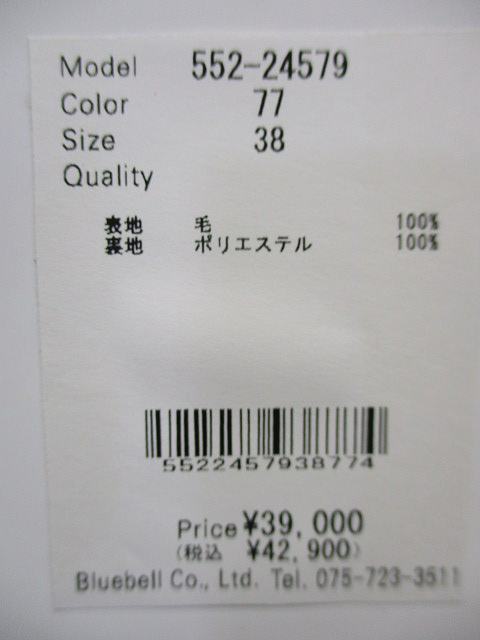 Model 552-24579
Color 77
Size 38
Quality
表地 毛 100%
裏地 ポリエステル 100%
5522457938774
Price ¥39,000
(税込 ¥42,900)
Bluebell Co., Ltd. Tel. 075-723-3511